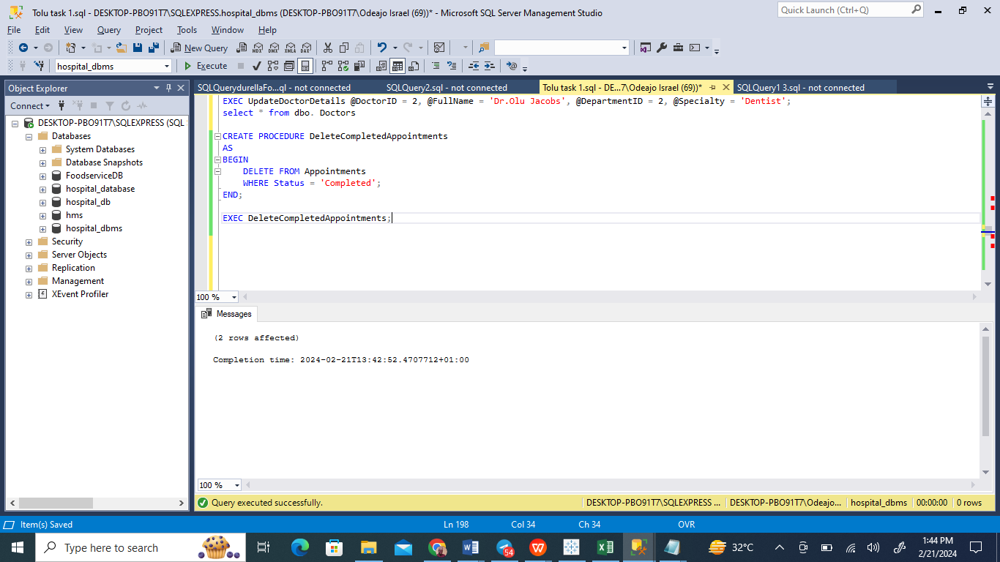 Tolu task 1.sql - DESKTOP-PBO91T7\SQLEXPRESS.hospital_dbms (DESKTOP-PBO91T7\Odeajo Israel (69))* - Microsoft SQL Server Management Studio
Quick Launch (Ctrl+Q)
File Edit View Query Project Tools Window Help
New Query MDX DMX XMLA DAX
hospital_dbms Execute
Object Explorer
SQLQuerydurellaFo...ql - not connected SQLQuery2.sql - not connected Tolu task 1.sql - DE...7\Odeajo Israel (69))* SQLQuery1 3.sql - not connected
Connect
DESKTOP-PBO91T7\SQLEXPRESS (SQL
Databases
System Databases
Database Snapshots
FoodserviceDB
hospital_database
hospital_db
hms
hospital_dbms
Security
Server Objects
Replication
Management
XEvent Profiler
EXEC UpdateDoctorDetails @DoctorID = 2, @FullName = 'Dr.Olu Jacobs', @DepartmentID = 2, @Specialty = 'Dentist';
select * from dbo. Doctors
CREATE PROCEDURE DeleteCompletedAppointments
AS
BEGIN
DELETE FROM Appointments
WHERE Status = 'Completed';
END;
EXEC DeleteCompletedAppointments;
100 %
Messages
(2 rows affected)
Completion time: 2024-02-21T13:42:52.4707712+01:00
100 %
Query executed successfully. DESKTOP-PBO91T7\SQLEXPRESS ... DESKTOP-PBO91T7\Odeajo... hospital_dbms 00:00:00 0 rows
Item(s) Saved Ln 198 Col 34 Ch 34 OVR
Type here to search 54 32°C 1:44 PM
2/21/2024